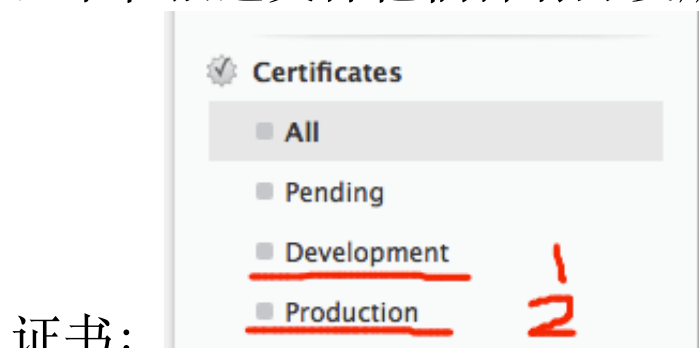 Certificates
All
Pending
Development 1
Production 2
证书：